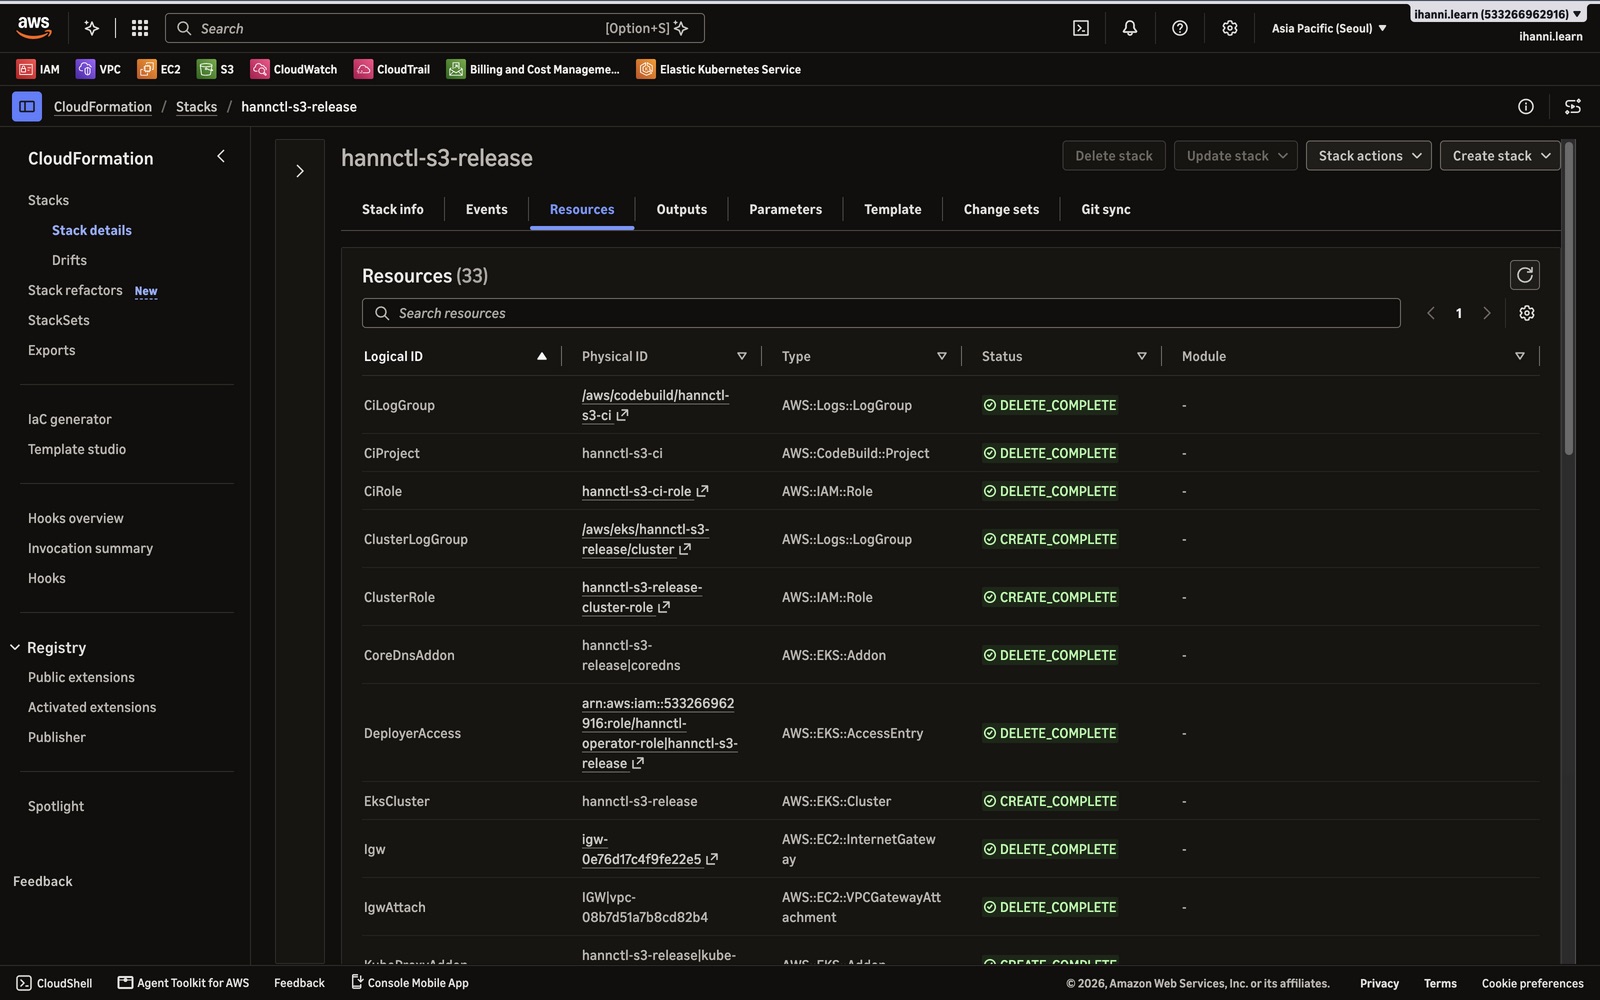 aws
Search
[Option+S]
Asia Pacific (Seoul)
ihanni.learn (533266962916)
ihanni.learn
IAM
VPC
EC2
S3
CloudWatch
CloudTrail
Billing and Cost Manageme...
Elastic Kubernetes Service
CloudFormation / Stacks / hannctl-s3-release
CloudFormation
Stacks
Stack details
Drifts
Stack refactors New
StackSets
Exports
IaC generator
Template studio
Hooks overview
Invocation summary
Hooks
Registry
Public extensions
Activated extensions
Publisher
Spotlight
Feedback
hannctl-s3-release
Delete stack
Update stack
Stack actions
Create stack
Stack info
Events
Resources
Outputs
Parameters
Template
Change sets
Git sync
Resources (33)
Search resources
1
Logical ID
Physical ID
Type
Status
Module
CiLogGroup
/aws/codebuild/hannctl-
s3-ci
AWS::Logs::LogGroup
DELETE_COMPLETE
-
CiProject
hannctl-s3-ci
AWS::CodeBuild::Project
DELETE_COMPLETE
-
CiRole
hannctl-s3-ci-role
AWS::IAM::Role
DELETE_COMPLETE
-
ClusterLogGroup
/aws/eks/hannctl-s3-
release/cluster
AWS::Logs::LogGroup
CREATE_COMPLETE
-
ClusterRole
hannctl-s3-release-
cluster-role
AWS::IAM::Role
CREATE_COMPLETE
-
CoreDnsAddon
hannctl-s3-
release|coredns
AWS::EKS::Addon
DELETE_COMPLETE
-
DeployerAccess
arn:aws:iam::533266962
916:role/hannctl-
operator-role|hannctl-s3-
release
AWS::EKS::AccessEntry
DELETE_COMPLETE
-
EksCluster
hannctl-s3-release
AWS::EKS::Cluster
CREATE_COMPLETE
-
Igw
igw-
0e76d17c4f9fe22e5
AWS::EC2::InternetGatew
ay
DELETE_COMPLETE
-
IgwAttach
IGW|vpc-
08b7d51a7b8cd82b4
AWS::EC2::VPCGatewayAtt
achment
DELETE_COMPLETE
-
KubeProxyAddon
hannctl-s3-release|kube-
AWS::EKS::Addon
CREATE_COMPLETE
CloudShell
Agent Toolkit for AWS
Feedback
Console Mobile App
© 2026, Amazon Web Services, Inc. or its affiliates.
Privacy
Terms
Cookie preferences